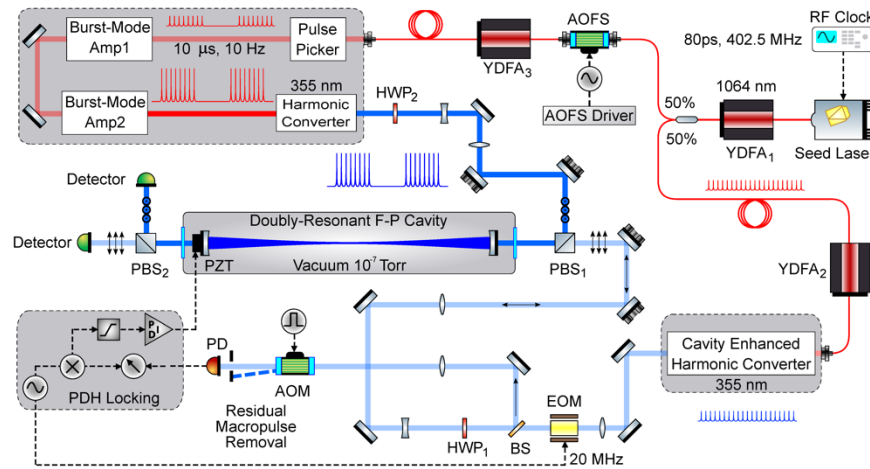 Burst-Mode
Amp1
10 μs, 10 Hz
Pulse
Picker
YDFA3
AOFS
RF Clock
80ps, 402.5 MHz
355 nm
Burst-Mode
Amp2
Harmonic
Converter
HWP2
AOFS Driver
50%
50%
1064 nm
YDFA1
Seed Lase
Detector
Doubly-Resonant F-P Cavity
Detector
PBS2
PZT
Vacuum 10-7 Torr
PBS1
YDFA2
P
I
D
PD
PDH Locking
AOM
Residual
Macropulse
Removal
HWP1
BS
EOM
20 MHz
Cavity Enhanced
Harmonic Converter
355 nm